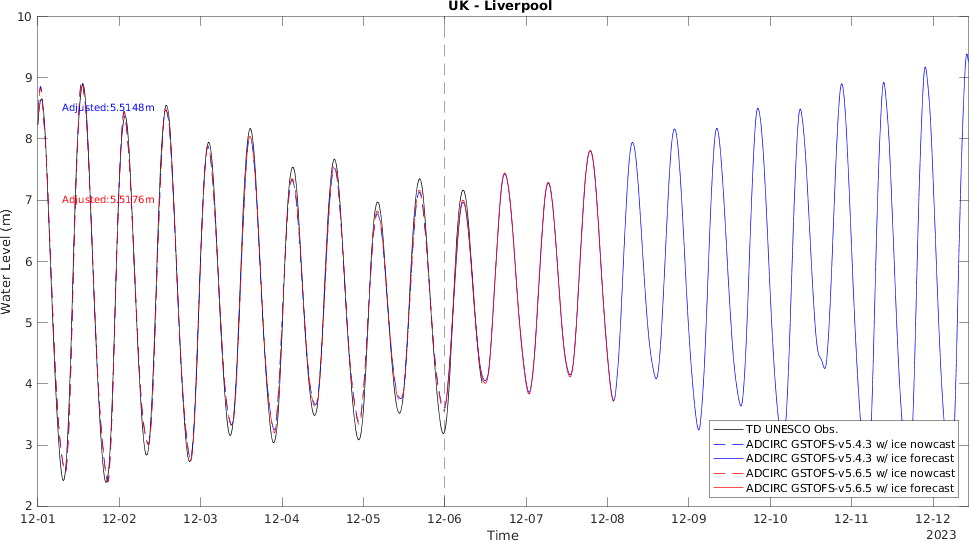 UK - Liverpool
10
9
8
7
6
5
4
3
2
Water Level (m)
Adjusted:5.5148m
Adjusted:5.5176m
TD UNESCO Obs.
ADCIRC GSTOFS-v5.4.3 w/ ice nowcast
ADCIRC GSTOFS-v5.4.3 w/ ice forecast
ADCIRC GSTOFS-v5.6.5 w/ ice nowcast
ADCIRC GSTOFS-v5.6.5 w/ ice forecast
12-01 12-02 12-03 12-04 12-05 12-06 12-07 12-08 12-09 12-10 12-11 12-12
Time
2023